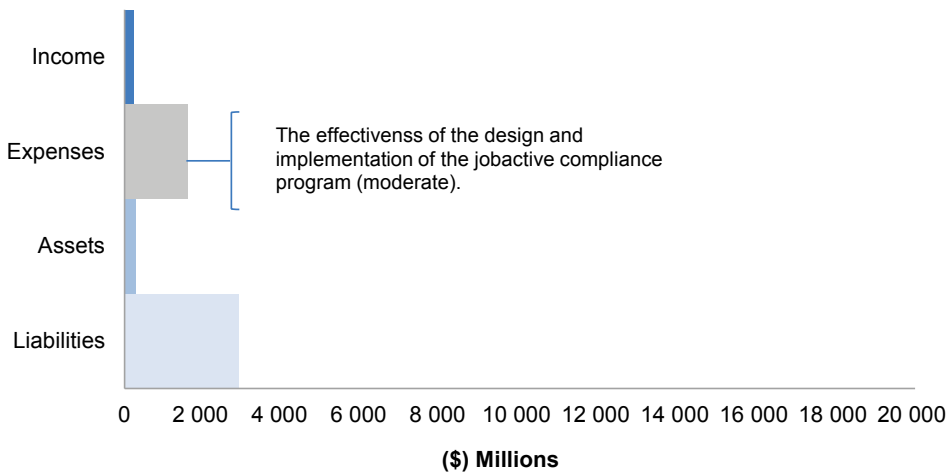 Income
Expenses
The effectivenss of the design and
implementation of the jobactive compliance
program (moderate).
Assets
Liabilities
0 2 000 4 000 6 000 8 000 10 000 12 000 14 000 16 000 18 000 20 000
($) Millions